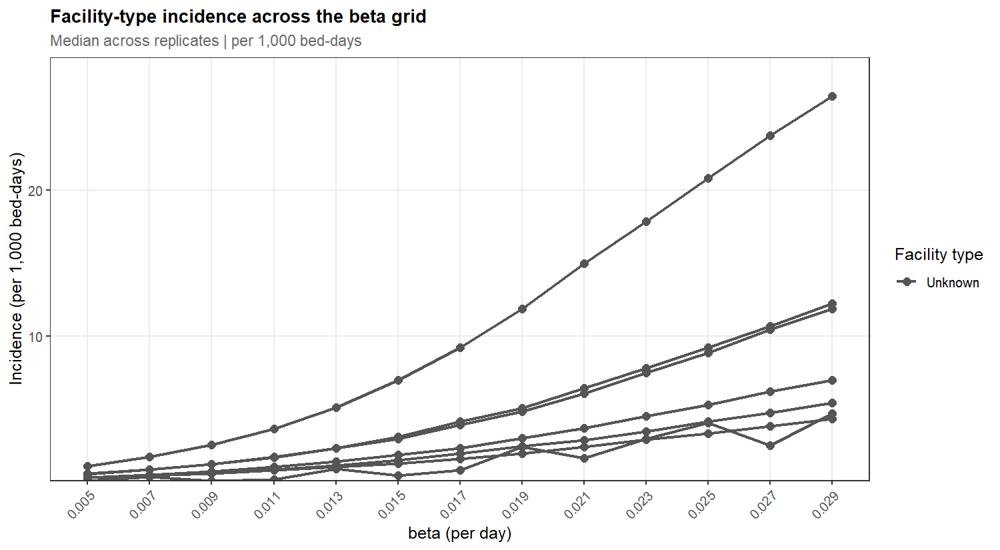 Facility-type incidence across the beta grid
Median across replicates | per 1,000 bed-days
Incidence (per 1,000 bed-days)
20
10
0.005
0.007
0.009
0.011
0.013
0.015
0.017
0.019
0.021
0.023
0.025
0.027
0.029
beta (per day)
Facility type
Unknown